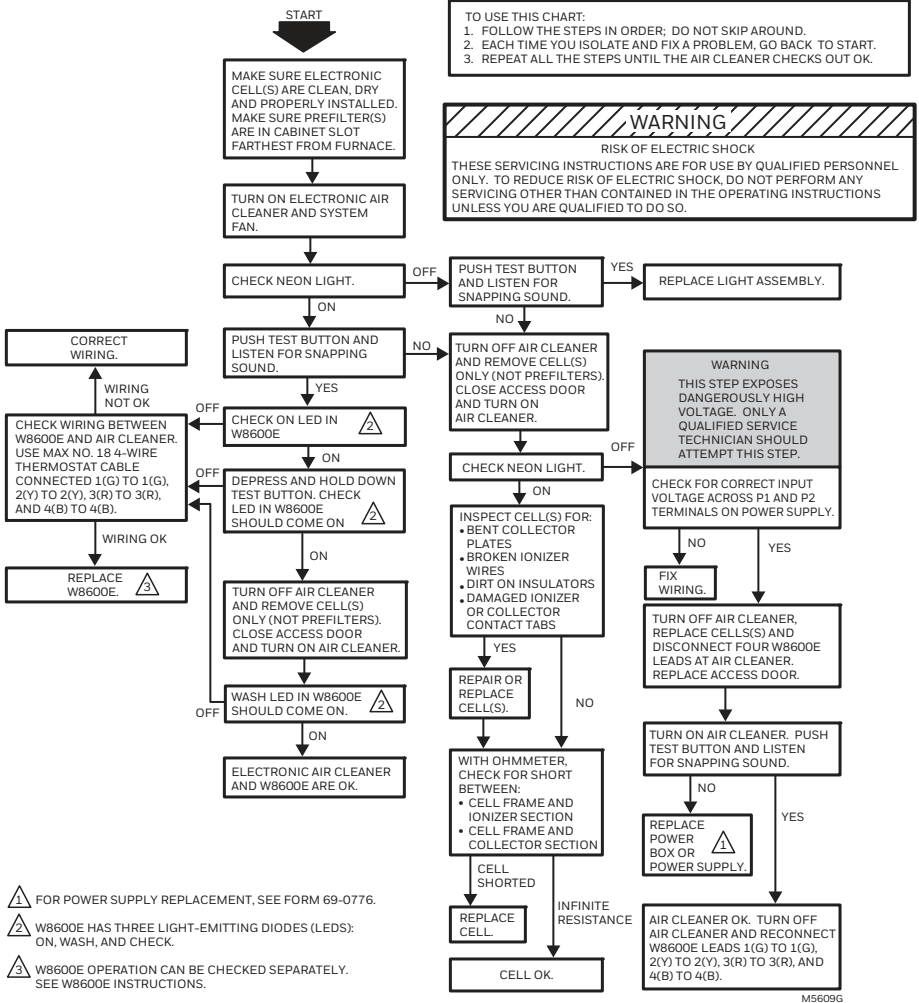 START
TO USE THIS CHART:
1. FOLLOW THE STEPS IN ORDER; DO NOT SKIP AROUND.
2. EACH TIME YOU ISOLATE AND FIX A PROBLEM, GO BACK TO START.
3. REPEAT ALL THE STEPS UNTIL THE AIR CLEANER CHECKS OUT OK.
WARNING
RISK OF ELECTRIC SHOCK
THESE SERVICING INSTRUCTIONS ARE FOR USE BY QUALIFIED PERSONNEL
ONLY. TO REDUCE RISK OF ELECTRIC SHOCK, DO NOT PERFORM ANY
SERVICING OTHER THAN CONTAINED IN THE OPERATING INSTRUCTIONS
UNLESS YOU ARE QUALIFIED TO DO SO.
MAKE SURE ELECTRONIC
CELL(S) ARE CLEAN, DRY
AND PROPERLY INSTALLED.
MAKE SURE PREFILTER(S)
ARE IN CABINET SLOT
FARTHEST FROM FURNACE.
TURN ON ELECTRONIC AIR
CLEANER AND SYSTEM
FAN.
CHECK NEON LIGHT.
OFF
ON
PUSH TEST BUTTON
AND LISTEN FOR
SNAPPING SOUND.
YES
NO
REPLACE LIGHT ASSEMBLY.
PUSH TEST BUTTON AND
LISTEN FOR SNAPPING
SOUND.
NO
YES
CORRECT
WIRING.
WIRING
NOT OK
CHECK WIRING BETWEEN
W8600E AND AIR CLEANER.
USE MAX NO. 18 4-WIRE
THERMOSTAT CABLE
CONNECTED 1(G) TO 1(G),
2(Y) TO 2(Y), 3(R) TO 3(R),
AND 4(B) TO 4(B).
WIRING OK
REPLACE
W8600E. 3
CHECK ON LED IN
W8600E 2
OFF
ON
DEPRESS AND HOLD DOWN
TEST BUTTON. CHECK
LED IN W8600E
SHOULD COME ON 2
OFF
ON
TURN OFF AIR CLEANER
AND REMOVE CELL(S)
ONLY (NOT PREFILTERS).
CLOSE ACCESS DOOR
AND TURN ON AIR CLEANER.
WASH LED IN W8600E
SHOULD COME ON. 2
OFF
ON
ELECTRONIC AIR CLEANER
AND W8600E ARE OK.
TURN OFF AIR CLEANER
AND REMOVE CELL(S)
ONLY (NOT PREFILTERS).
CLOSE ACCESS DOOR
AND TURN ON
AIR CLEANER.
CHECK NEON LIGHT.
OFF
ON
INSPECT CELL(S) FOR:
• BENT COLLECTOR
PLATES
• BROKEN IONIZER
WIRES
• DIRT ON INSULATORS
• DAMAGED IONIZER
OR COLLECTOR
CONTACT TABS
YES
NO
REPAIR OR
REPLACE
CELL(S).
WITH OHMMETER,
CHECK FOR SHORT
BETWEEN:
• CELL FRAME AND
IONIZER SECTION
• CELL FRAME AND
COLLECTOR SECTION
CELL
SHORTED
INFINITE
RESISTANCE
REPLACE
CELL.
CELL OK.
WARNING
THIS STEP EXPOSES
DANGEROUSLY HIGH
VOLTAGE. ONLY A
QUALIFIED SERVICE
TECHNICIAN SHOULD
ATTEMPT THIS STEP.
CHECK FOR CORRECT INPUT
VOLTAGE ACROSS P1 AND P2
TERMINALS ON POWER SUPPLY.
NO
YES
FIX
WIRING.
TURN OFF AIR CLEANER,
REPLACE CELLS(S) AND
DISCONNECT FOUR W8600E
LEADS AT AIR CLEANER.
REPLACE ACCESS DOOR.
TURN ON AIR CLEANER. PUSH
TEST BUTTON AND LISTEN
FOR SNAPPING SOUND.
NO
YES
REPLACE
POWER
BOX OR
POWER SUPPLY. 1
AIR CLEANER OK. TURN OFF
AIR CLEANER AND RECONNECT
W8600E LEADS 1(G) TO 1(G),
2(Y) TO 2(Y), 3(R) TO 3(R), AND
4(B) TO 4(B).
1 FOR POWER SUPPLY REPLACEMENT, SEE FORM 69-0776.
2 W8600E HAS THREE LIGHT-EMITTING DIODES (LEDS):
ON, WASH, AND CHECK.
3 W8600E OPERATION CAN BE CHECKED SEPARATELY.
SEE W8600E INSTRUCTIONS.
M5609G